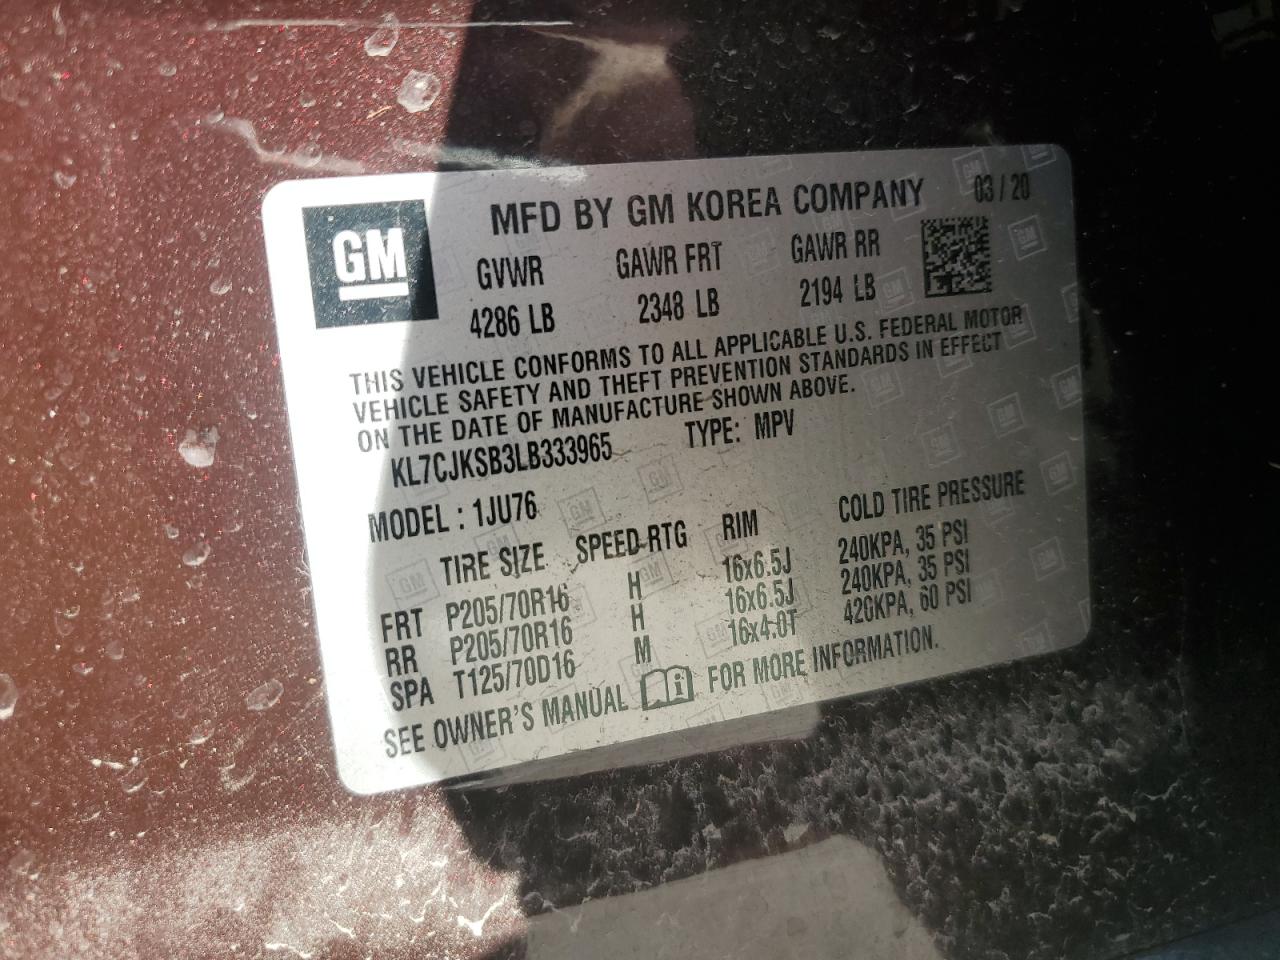 GM
MFD BY GM KOREA COMPANY 03/20
GVWR GAWR FRT GAWR RR
4286 LB 2348 LB 2194 LB
THIS VEHICLE CONFORMS TO ALL APPLICABLE U.S. FEDERAL MOTOR
VEHICLE SAFETY AND THEFT PREVENTION STANDARDS IN EFFECT
ON THE DATE OF MANUFACTURE SHOWN ABOVE.
KL7CJKSB3LB333965 TYPE: MPV
MODEL : 1JU76
TIRE SIZE SPEED RTG RIM COLD TIRE PRESSURE
FRT P205/70R16 H 16x6.5J 240KPA, 35 PSI
RR P205/70R16 H 16x6.5J 240KPA, 35 PSI
SPA T125/70D16 M 16x4.0T 420KPA, 60 PSI
SEE OWNER'S MANUAL FOR MORE INFORMATION.